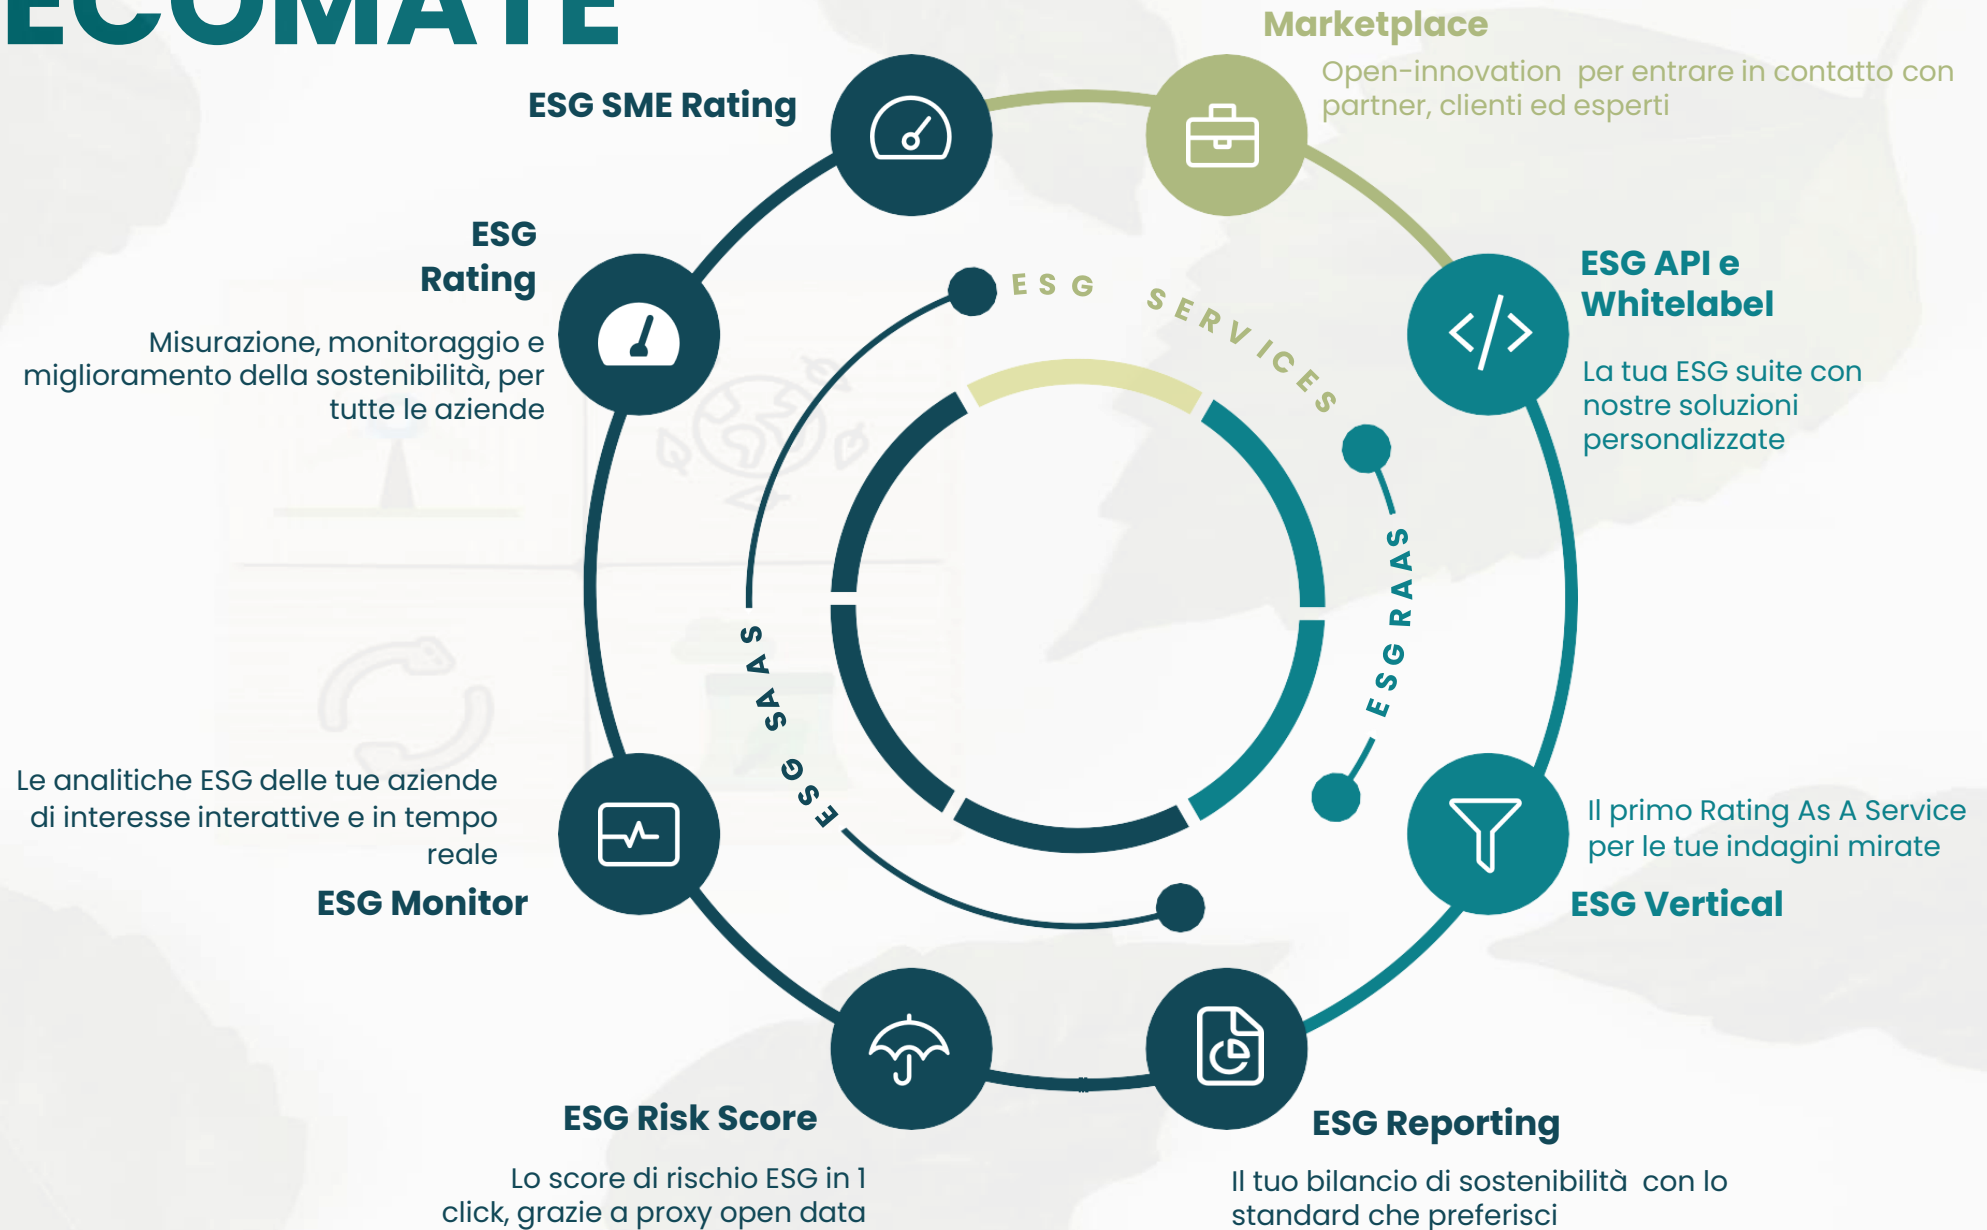 ECOMATE
Marketplace
Open-innovation per entrare in contatto con
partner, clienti ed esperti
ESG SME Rating
ESG
Rating
Misurazione, monitoraggio e
miglioramento della sostenibilità, per
tutte le aziende
ESG API e
Whitelabel
La tua ESG suite con
nostre soluzioni
personalizzate
ESG SERVICES
ESG RAAS
ESG SAAS
Le analitiche ESG delle tue aziende
di interesse interattive e in tempo
reale
ESG Monitor
Il primo Rating As A Service
per le tue indagini mirate
ESG Vertical
ESG Risk Score
Lo score di rischio ESG in 1
click, grazie a proxy open data
ESG Reporting
Il tuo bilancio di sostenibilità con lo
standard che preferisci